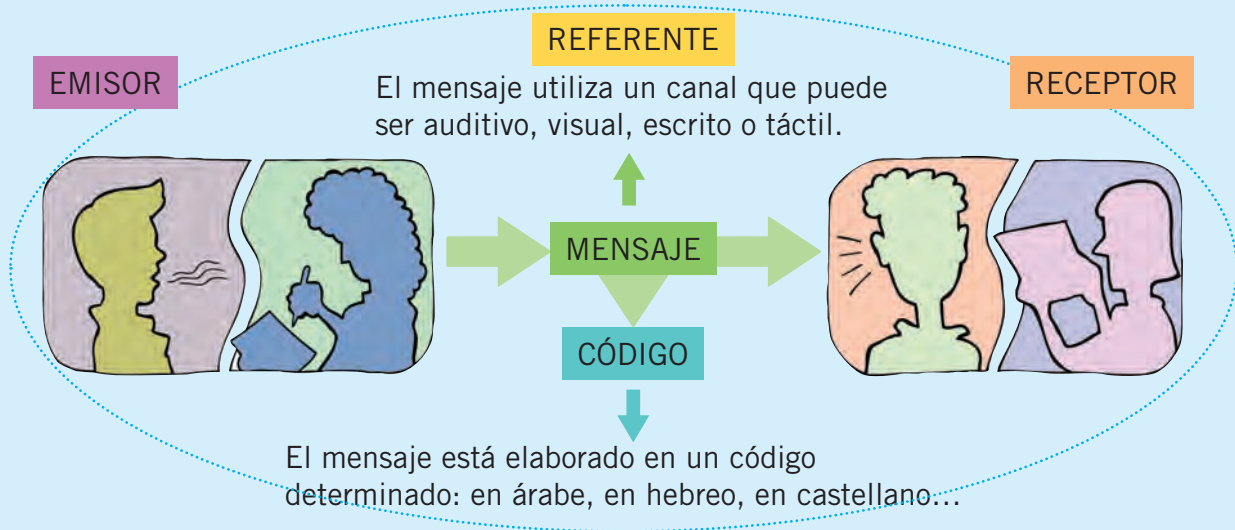 REFERENTE
EMISOR
RECEPTOR
El mensaje utiliza un canal que puede
ser auditivo, visual, escrito o táctil.
MENSAJE
CÓDIGO
El mensaje está elaborado en un código
determinado: en árabe, en hebreo, en castellano…